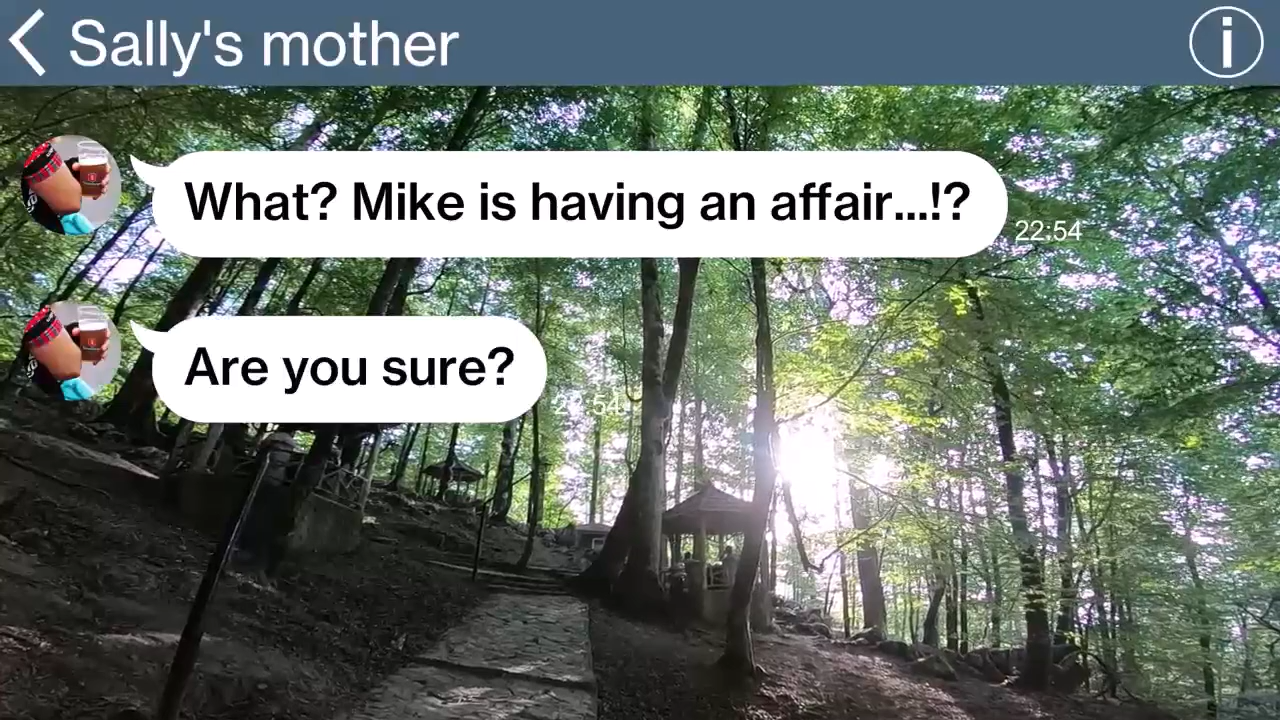 Sally's mother
What? Mike is having an affair...!?
22:54
Are you sure?